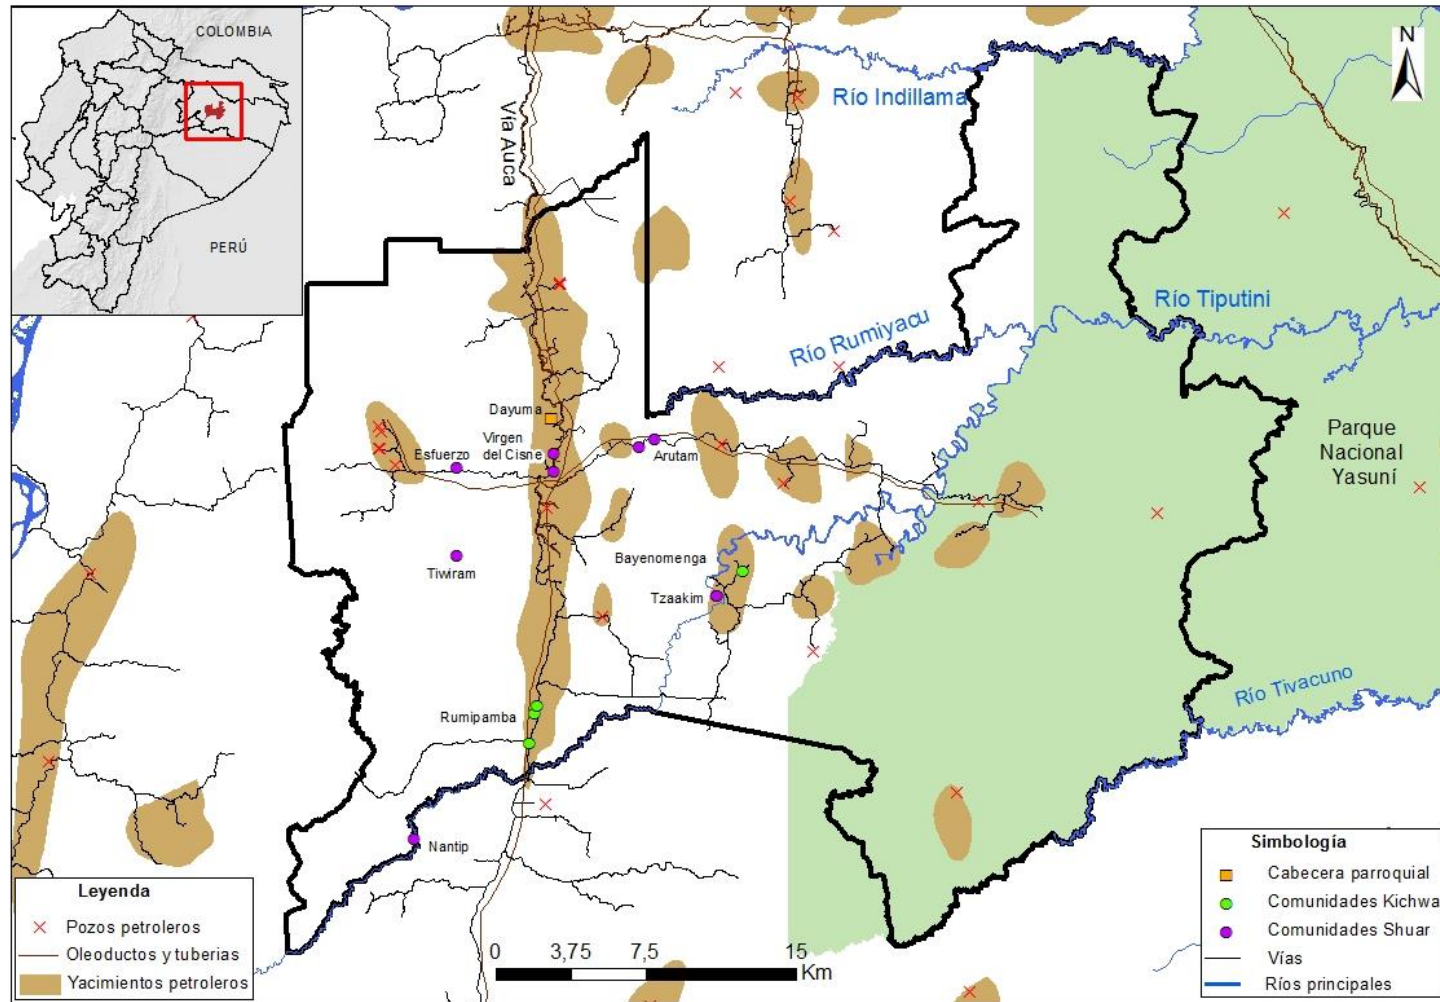 COLOMBIA
PERÚ
N
Vía Auca
Río Indillama
Río Tiputini
Río Rumiyacu
Parque
Nacional
Yasuní
Dayuma
Virgen
del Cisne
Esfuerzo
Arutam
Tiwiram
Bayenomenga
Tzaakim
Río Tivacuno
Rumipamba
Nantip
Leyenda
Pozos petroleros
Oleoductos y tuberias
Yacimientos petroleros
0 3,75 7,5 15
Km
Simbología
Cabecera parroquial
Comunidades Kichwa
Comunidades Shuar
Vías
Ríos principales